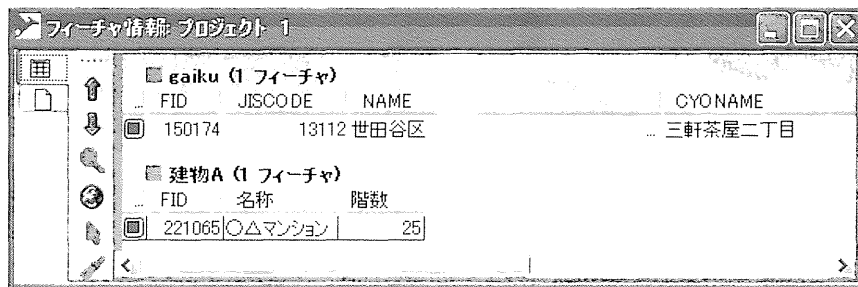 フィーチャ情報: プロジェクト 1
gaiku (1 フィーチャ)
... FID JISCODE NAME CYONAME
150174 13112 世田谷区 ... 三軒茶屋二丁目
建物A (1 フィーチャ)
... FID 名称 階数
221065 〇△マンション 25